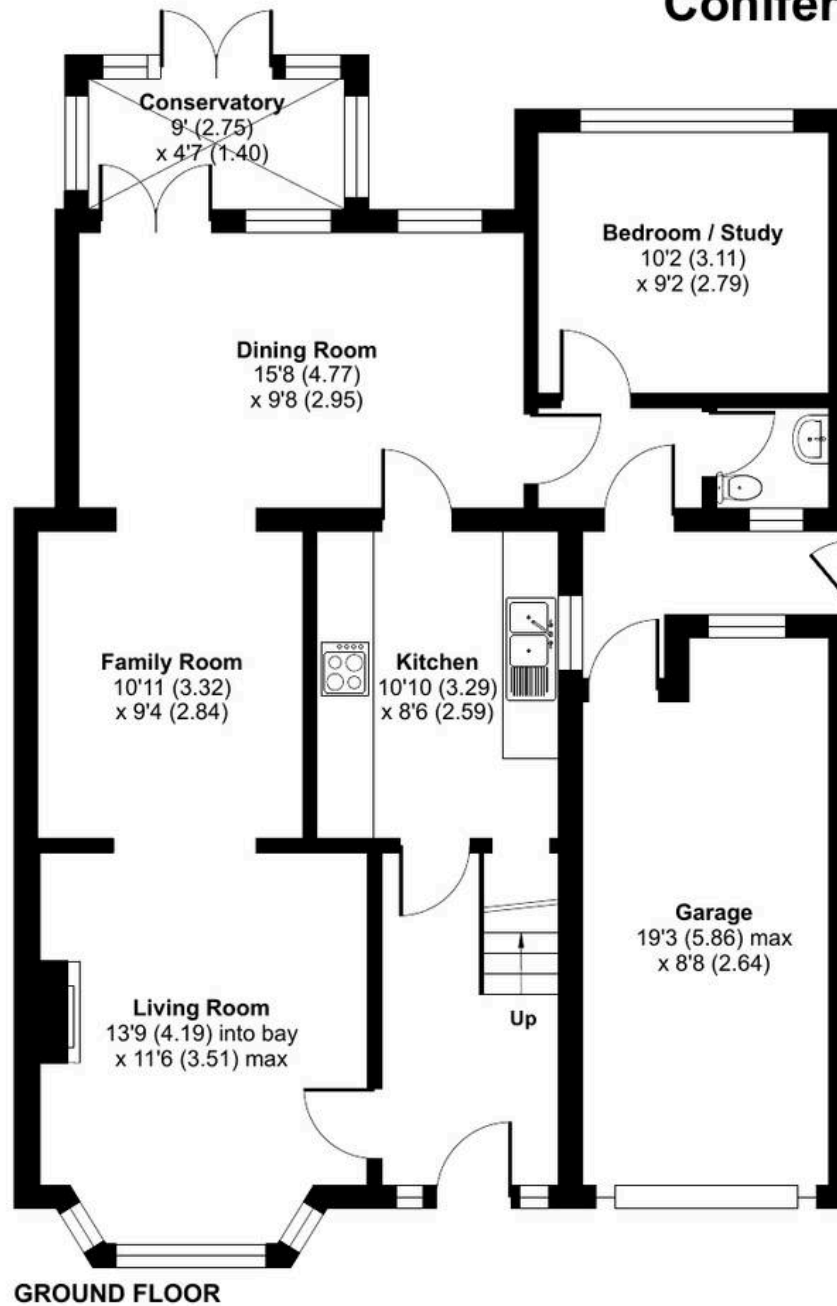 Conifer
Conservatory
9' (2.75)
x 4'7 (1.40)
Bedroom / Study
10'2 (3.11)
x 9'2 (2.79)
Dining Room
15'8 (4.77)
x 9'8 (2.95)
Family Room
10'11 (3.32)
x 9'4 (2.84)
Kitchen
10'10 (3.29)
x 8'6 (2.59)
Garage
19'3 (5.86) max
x 8'8 (2.64)
Living Room
13'9 (4.19) into bay
x 11'6 (3.51) max
Up
GROUND FLOOR